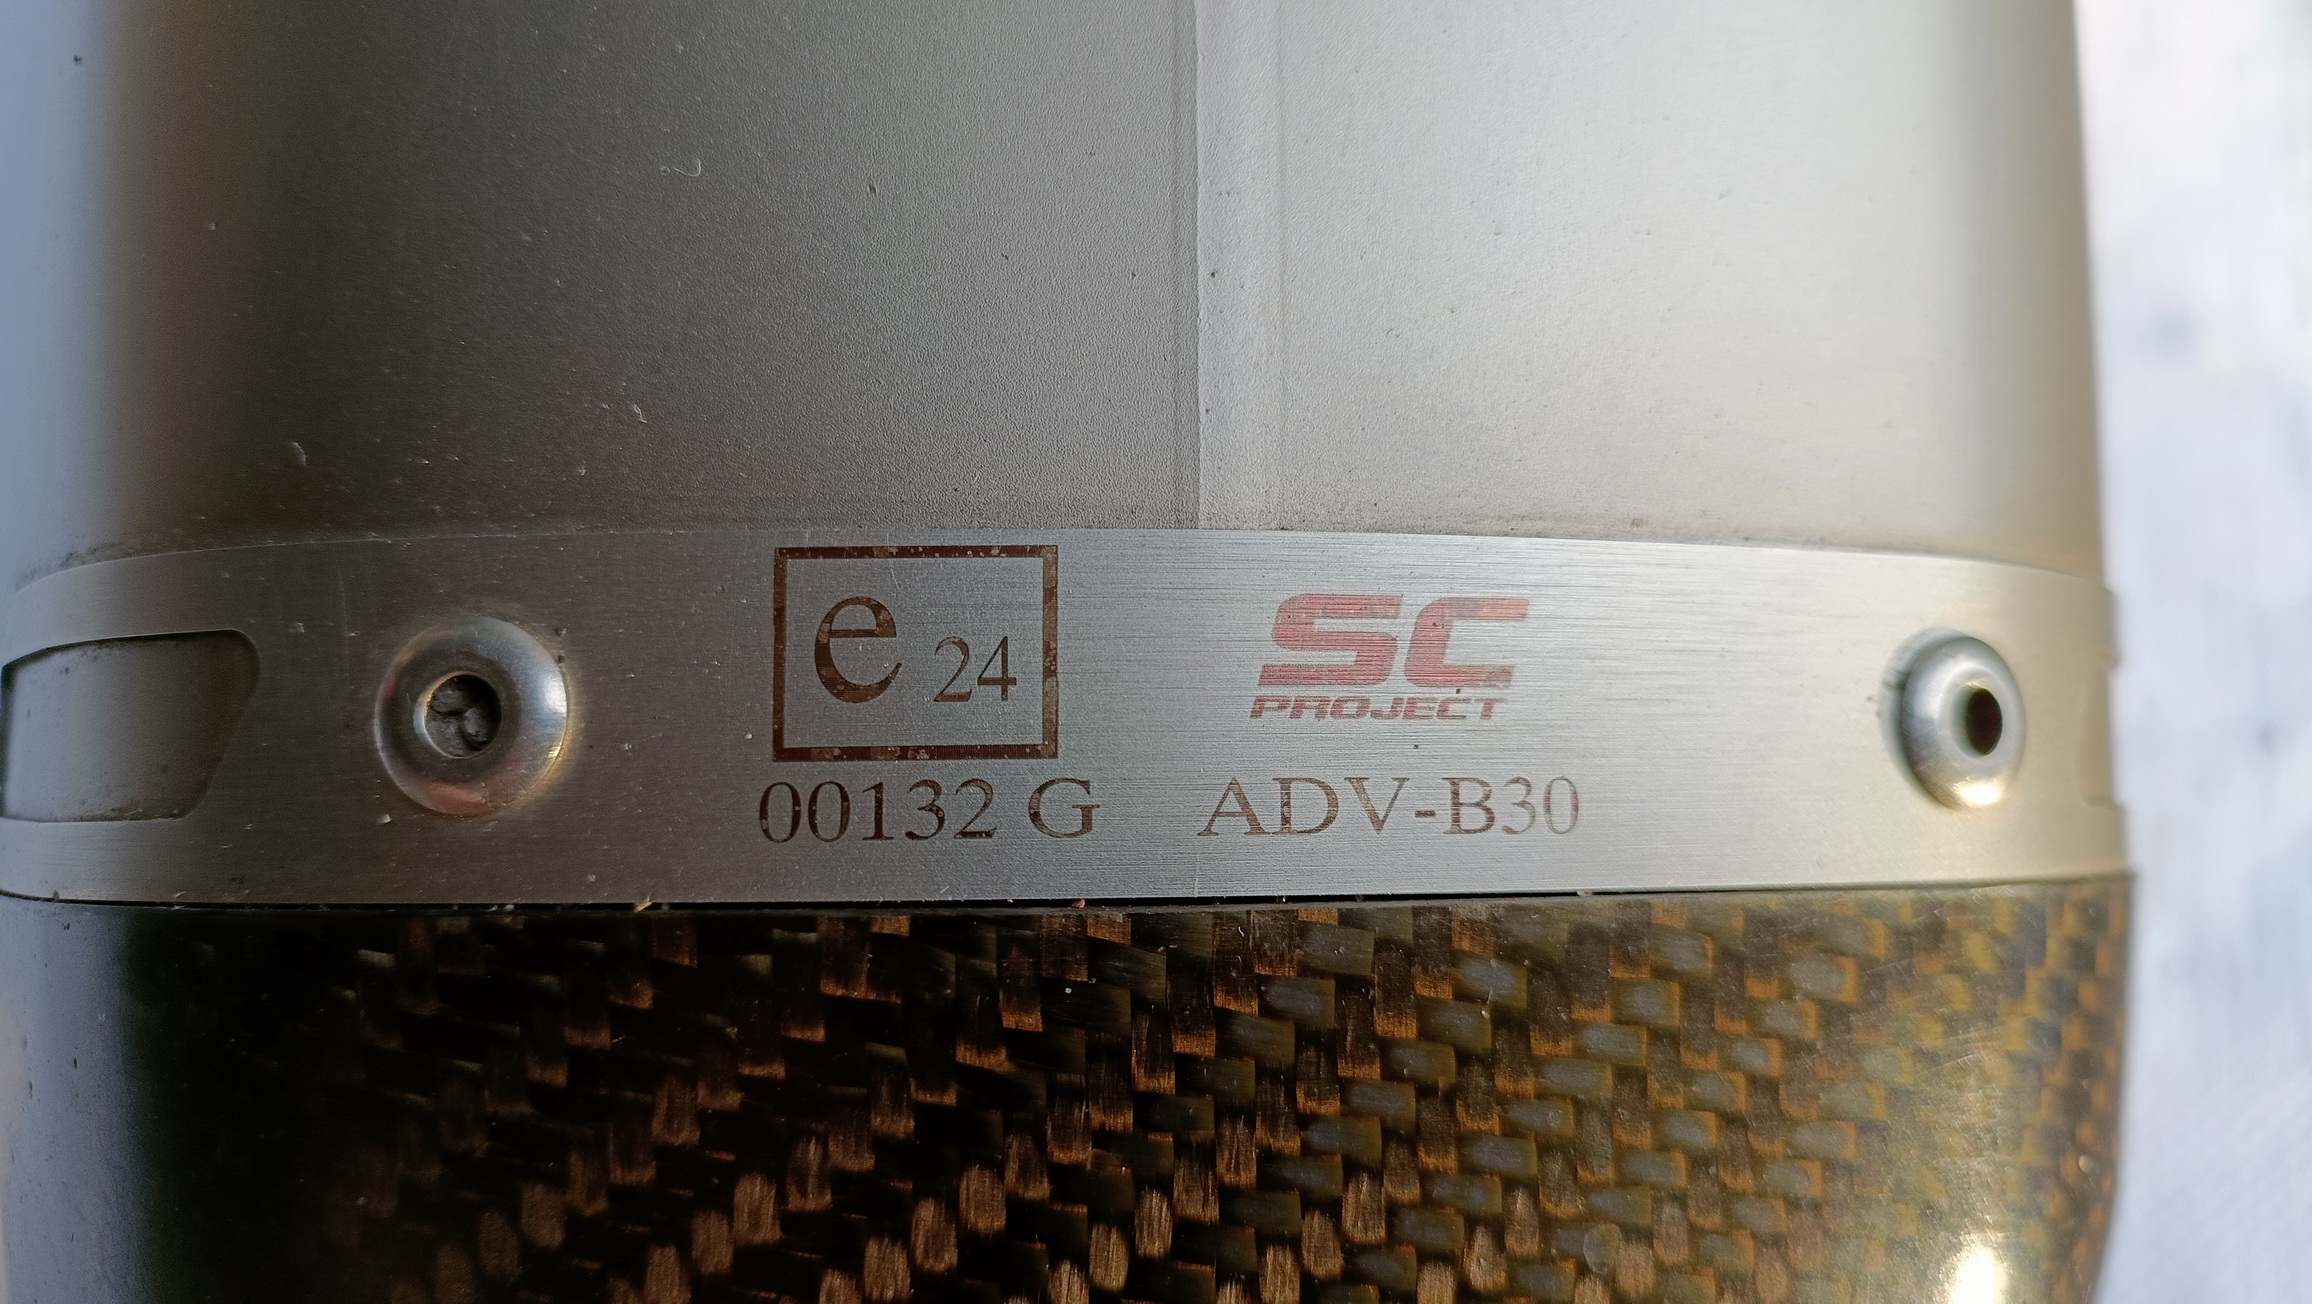 e 24
00132 G
SC
PROJECT
ADV-B30